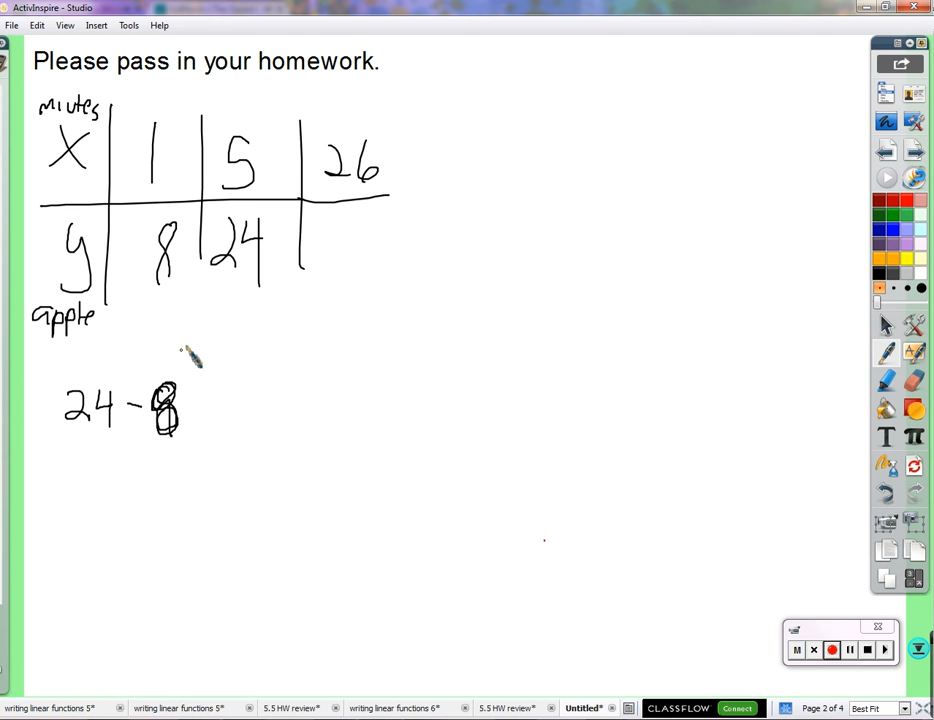 ActivInspire - Studio
File Edit View Insert Tools Help
Please pass in your homework.
miutes
x 1 5 26
y 8 24
apple
24 - 8
M
writing linear functions 5* writing linear functions 5* 5.5 HW review* writing linear functions 6* 5.5 HW review* Untitled* CLASSFLOW Connect Page 2 of 4 Best Fit